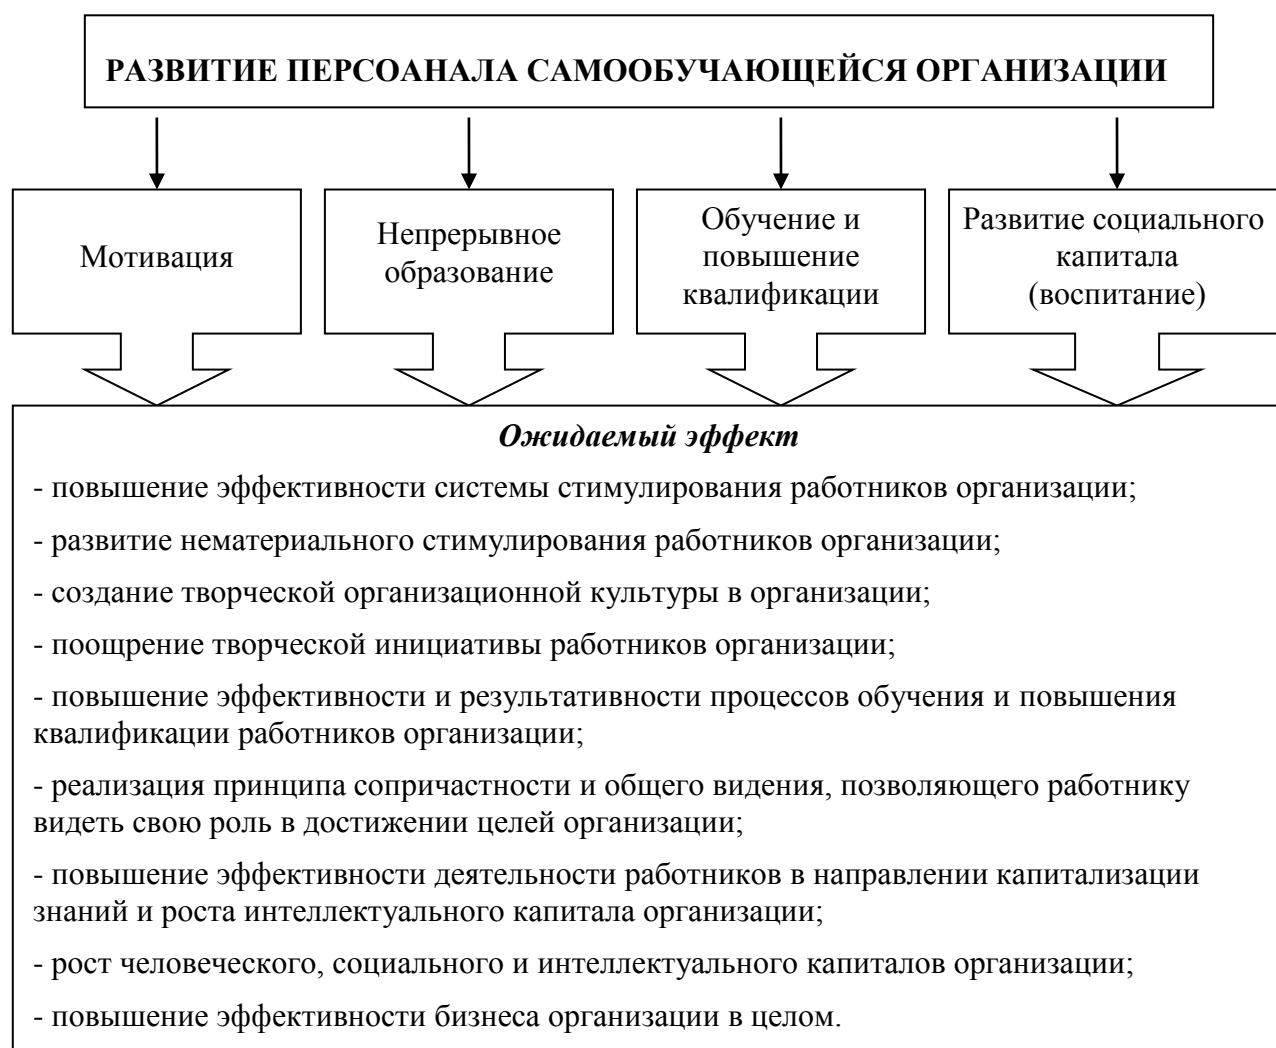 РАЗВИТИЕ ПЕРСОАНАЛА САМООБУЧАЮЩЕЙСЯ ОРГАНИЗАЦИИ
Мотивация
Непрерывное
образование
Обучение и
повышение
квалификации
Развитие социального
капитала
(воспитание)
Ожидаемый эффект
- повышение эффективности системы стимулирования работников организации;
- развитие нематериального стимулирования работников организации;
- создание творческой организационной культуры в организации;
- поощрение творческой инициативы работников организации;
- повышение эффективности и результативности процессов обучения и повышения
квалификации работников организации;
- реализация принципа сопричастности и общего видения, позволяющего работнику
видеть свою роль в достижении целей организации;
- повышение эффективности деятельности работников в направлении капитализации
знаний и роста интеллектуального капитала организации;
- рост человеческого, социального и интеллектуального капиталов организации;
- повышение эффективности бизнеса организации в целом.